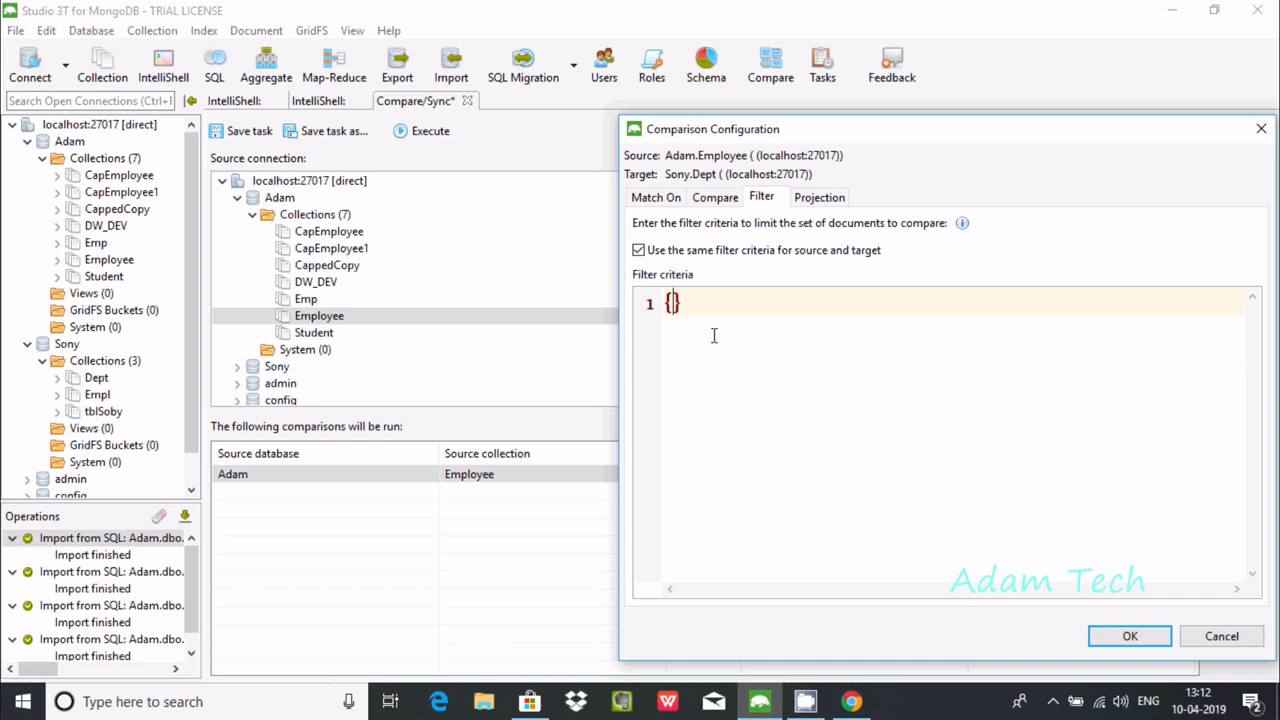 Studio 3T for MongoDB - TRIAL LICENSE
File Edit Database Collection Index Document GridFS View Help
Connect Collection IntelliShell SQL Aggregate Map-Reduce Export Import SQL Migration Users Roles Schema Compare Tasks Feedback
Search Open Connections (Ctrl+F
IntelliShell: IntelliShell: Compare/Sync*
localhost:27017 [direct]
Adam
Collections (7)
CapEmployee
CapEmployee1
CappedCopy
DW_DEV
Emp
Employee
Student
Views (0)
GridFS Buckets (0)
System (0)
Sony
Collections (3)
Dept
Empl
tblSoby
Views (0)
GridFS Buckets (0)
System (0)
admin
config
Operations
Import from SQL: Adam.dbo.
Import finished
Import from SQL: Adam.dbo.
Import finished
Import from SQL: Adam.dbo.
Import finished
Import from SQL: Adam.dbo.
Import finished
Save task Save task as... Execute
Source connection:
localhost:27017 [direct]
Adam
Collections (7)
CapEmployee
CapEmployee1
CappedCopy
DW_DEV
Emp
Employee
Student
System (0)
Sony
admin
config
The following comparisons will be run:
Source database Source collection
Adam Employee
Comparison Configuration
Source: Adam.Employee ( (localhost:27017))
Target: Sony.Dept ( (localhost:27017))
Match On Compare Filter Projection
Enter the filter criteria to limit the set of documents to compare:
Use the same filter criteria for source and target
Filter criteria
1 {}
Adam Tech
OK Cancel
Type here to search
ENG
13:12
10-04-2019
2